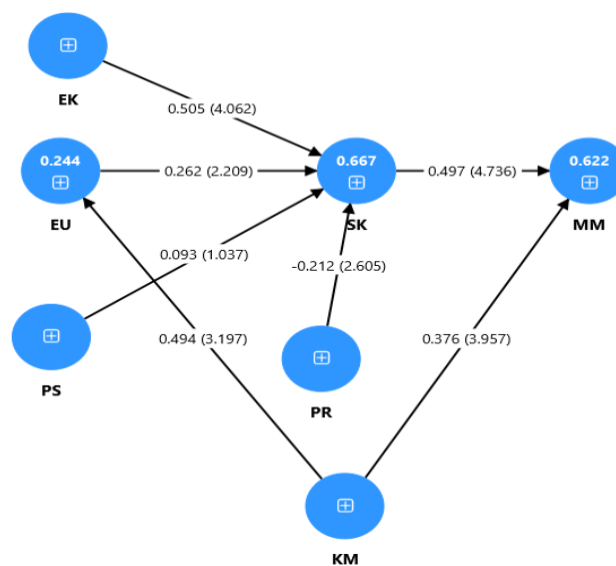 EK
0.505 (4.062)
0.244
0.667
0.622
0.262 (2.209)
0.497 (4.736)
EU
SK
MM
0.093 (1.037)
-0.212 (2.605)
0.494 (3.197)
0.376 (3.957)
PS
PR
KM